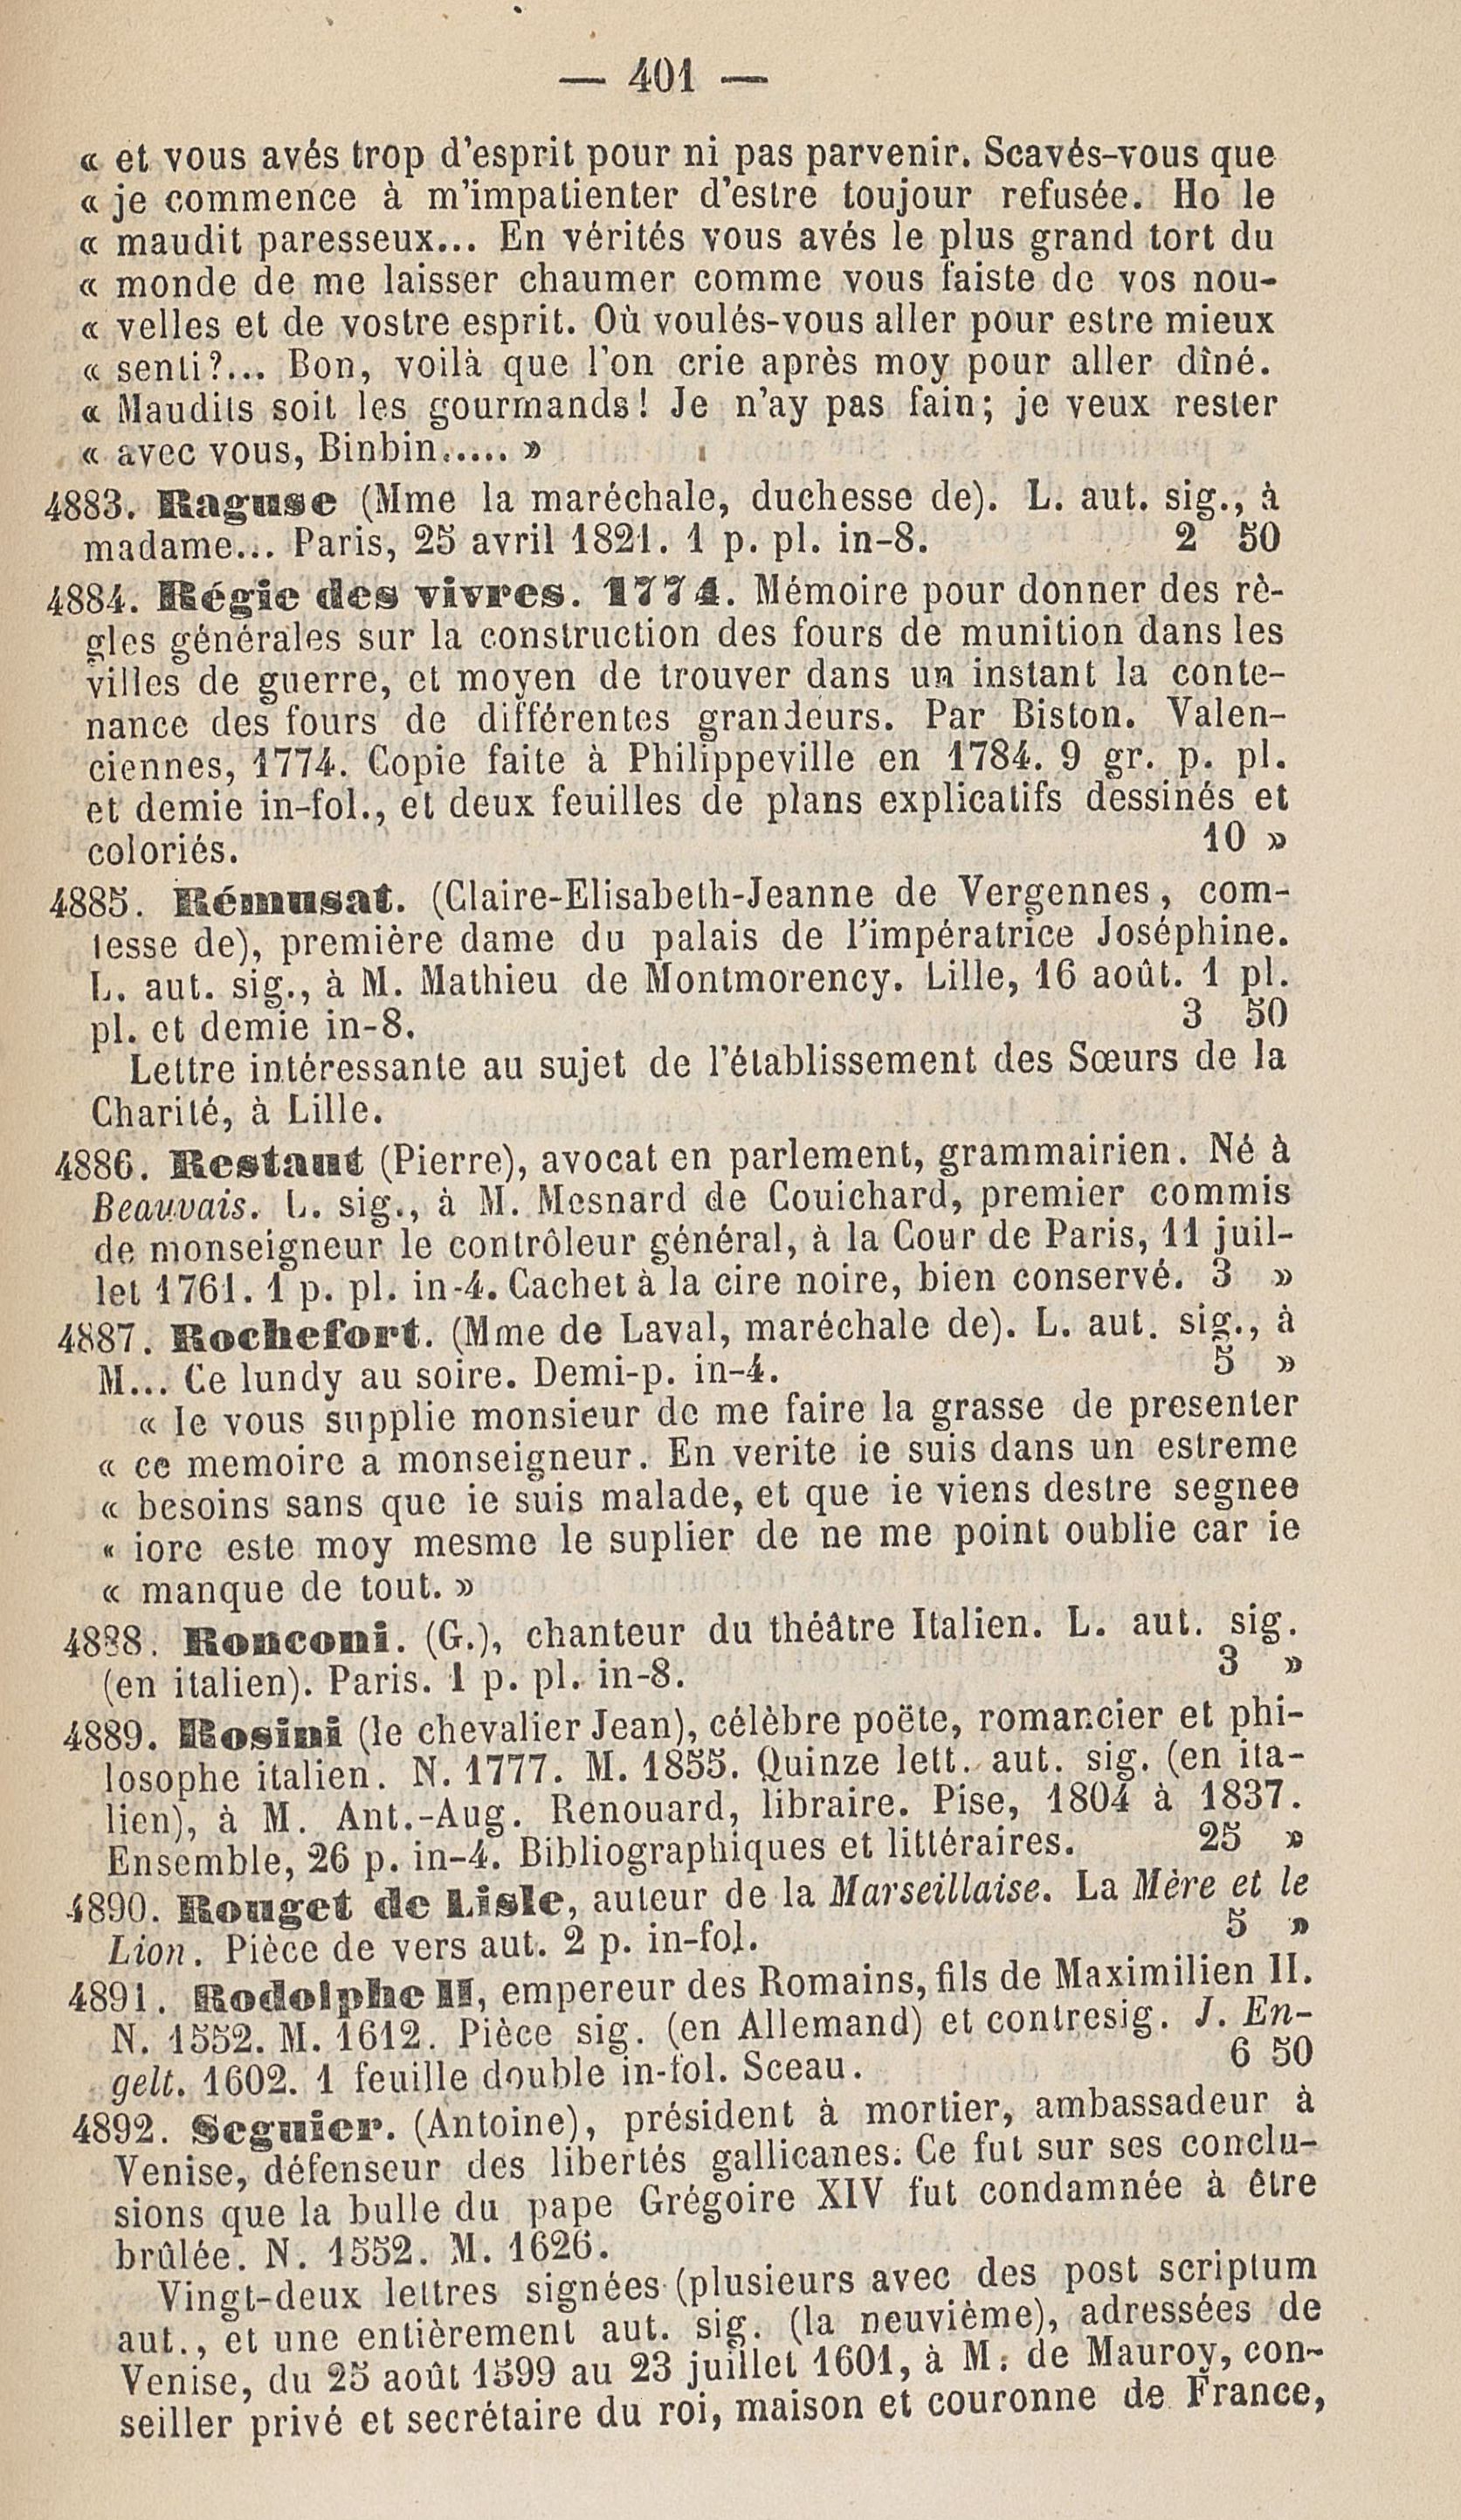 — 401 —
« et vous avés trop d'esprit pour ni pas parvenir. Scavés-vous que
« je commence à m'impatienter d'estre toujour refusée. Ho le
« maudit paresseux... En vérités vous avés le plus grand tort du
« monde de me laisser chaumer comme vous faiste de vos nou-
« velles et de vostre esprit. Où voulés-vous aller pour estre mieux
« senti?... Bon, voilà que l'on crie après moy pour aller dîné.
« Maudits soit les gourmands! Je n'ay pas fain; je veux rester
« avec vous, Binbin...... »
4883. Raguse (Mme la maréchale, duchesse de). L. aut. sig., à
madame... Paris, 25 avril 1821. 1 p. pl. in-8. 2 50
4884. Régie des vivres. 1774. Mémoire pour donner des rè-
gles générales sur la construction des fours de munition dans les
villes de guerre, et moyen de trouver dans un instant la conte-
nance des fours de différentes grandeurs. Par Biston. Valen-
ciennes, 1774. Copie faite à Philippeville en 1784. 9 gr. p. pl.
et demie in-fol., et deux feuilles de plans explicatifs dessinés et
coloriés. 10 »
4885. Rémusat. (Claire-Elisabeth-Jeanne de Vergennes, com-
tesse de), première dame du palais de l'impératrice Joséphine.
L. aut. sig., à M. Mathieu de Montmorency. Lille, 16 août. 1 pl.
pl. et demie in-8. 3 50
Lettre intéressante au sujet de l'établissement des Sœurs de la
Charité, à Lille.
4886. Restaut (Pierre), avocat en parlement, grammairien. Né à
Beauvais. L. sig., à M. Mesnard de Couichard, premier commis
de monseigneur le contrôleur général, à la Cour de Paris, 11 juil-
let 1761. 1 p. pl. in-4. Cachet à la cire noire, bien conservé. 3 »
4887. Rochefort. (Mme de Laval, maréchale de). L. aut. sig., à
M... Ce lundy au soire. Demi-p. in-4. 5 »
« Ie vous supplie monsieur de me faire la grasse de presenter
« ce memoire a monseigneur. En verite ie suis dans un estreme
« besoins sans que ie suis malade, et que ie viens destre segnee
« iore este moy mesme le suplier de ne me point oublie car ie
« manque de tout. »
4888. Ronconi. (G.), chanteur du théâtre Italien. L. aut. sig.
(en italien). Paris. 1 p. pl. in-8. 3 »
4889. Rosini (le chevalier Jean), célèbre poëte, romancier et phi-
losophe italien. N. 1777. M. 1855. Quinze lett. aut. sig. (en ita-
lien), à M. Ant.-Aug. Renouard, libraire. Pise, 1804 à 1837.
Ensemble, 26 p. in-4. Bibliographiques et littéraires. 25 »
4890. Rouget de Lisle, auteur de la Marseillaise. La Mère et le
Lion. Pièce de vers aut. 2 p. in-fol. 5 »
4891. Rodolphe II, empereur des Romains, fils de Maximilien II.
N. 1552. M. 1612. Pièce sig. (en Allemand) et contresig. J. En-
gelt. 1602. 1 feuille double in-fol. Sceau. 6 50
4892. Seguier. (Antoine), président à mortier, ambassadeur à
Venise, défenseur des libertés gallicanes. Ce fut sur ses conclu-
sions que la bulle du pape Grégoire XIV fut condamnée à être
brûlée. N. 1552. M. 1626.
Vingt-deux lettres signées (plusieurs avec des post scriptum
aut., et une entièrement aut. sig. (la neuvième), adressées de
Venise, du 25 août 1599 au 23 juillet 1601, à M. de Mauroy, con-
seiller privé et secrétaire du roi, maison et couronne de France,